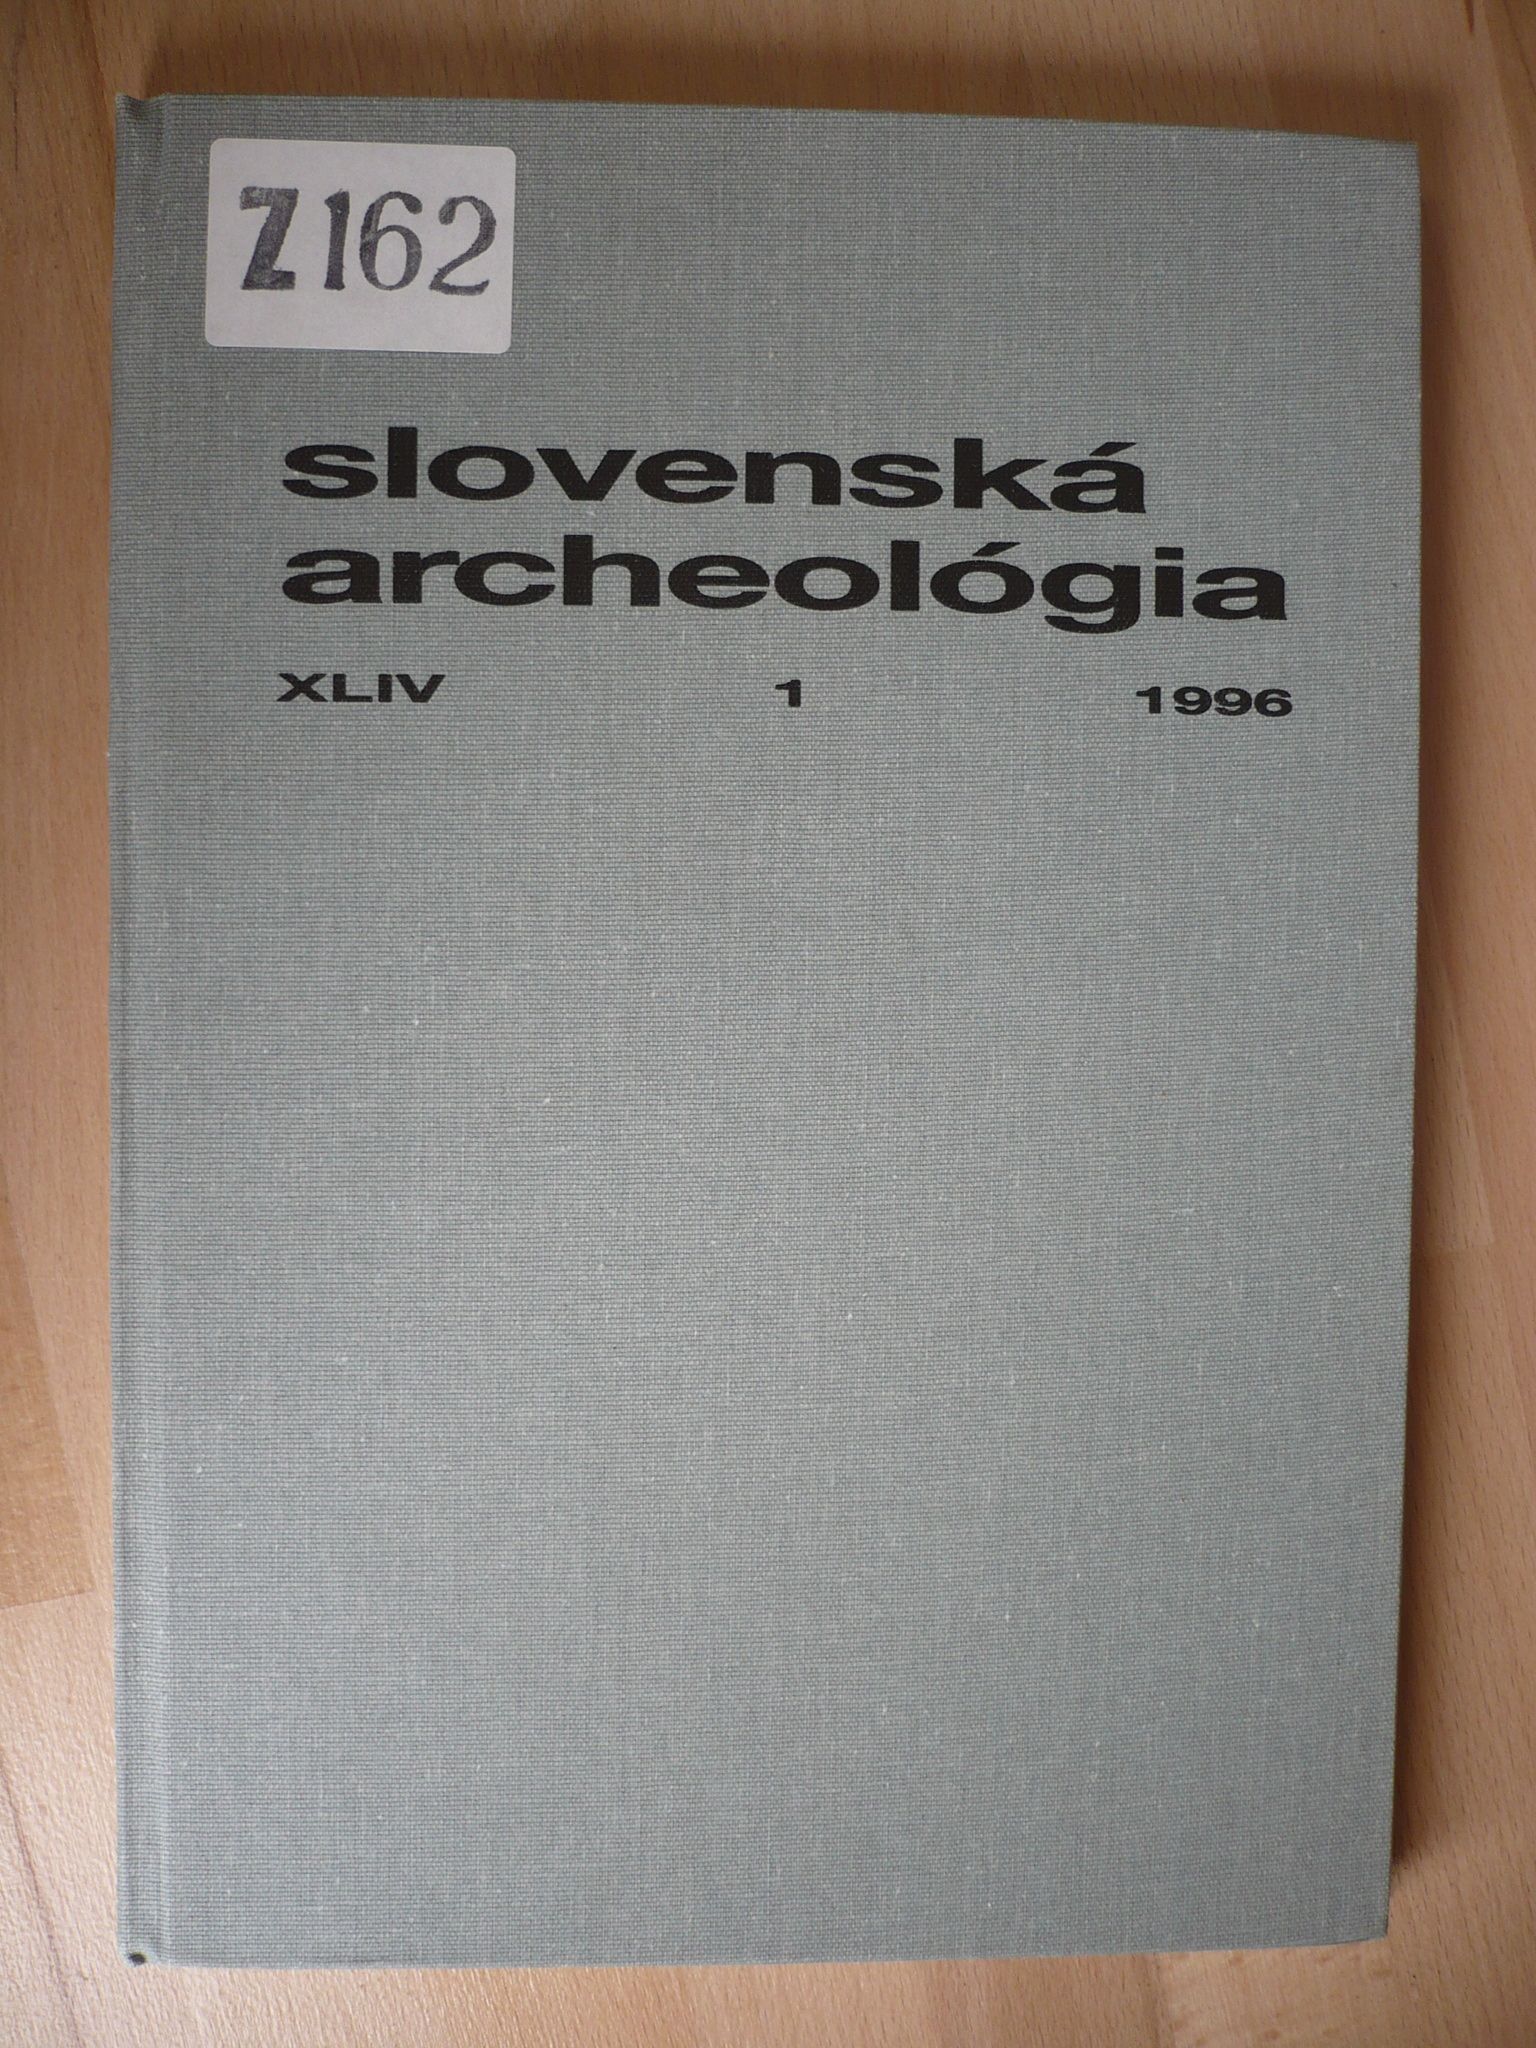 Z162
slovenská
archeológia
XLIV 1 1996